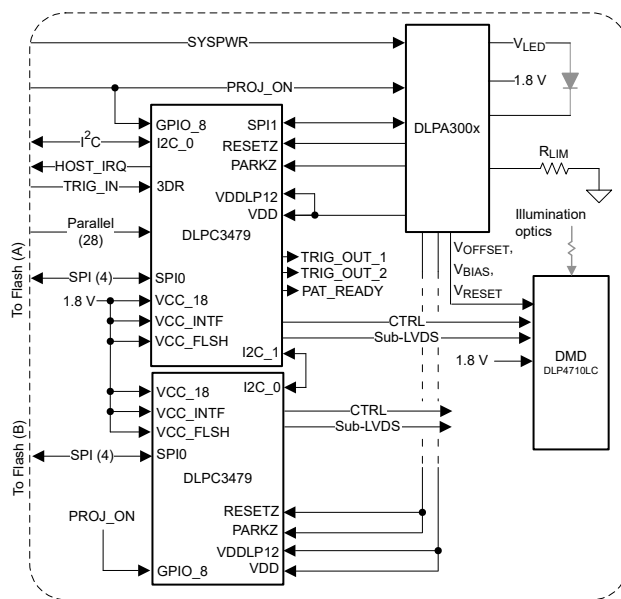 SYSPWR
PROJ_ON
GPIO_8
I²C
I2C_0
HOST_IRQ
TRIG_IN
3DR
Parallel
(28)
To Flash (A)
SPI (4)
SPI0
1.8 V
VCC_18
VCC_INTF
VCC_FLSH
DLPC3479
SPI1
RESETZ
PARKZ
VDDLP12
VDD
TRIG_OUT_1
TRIG_OUT_2
PAT_READY
CTRL
Sub-LVDS
I2C_1
DLPA300x
VLED
1.8 V
RLIM
Illumination
optics
VOFFSET,
VBIAS,
VRESET
1.8 V
DMD
DLP4710LC
I2C_0
VCC_18
VCC_INTF
VCC_FLSH
To Flash (B)
SPI (4)
SPI0
DLPC3479
CTRL
Sub-LVDS
PROJ_ON
GPIO_8
RESETZ
PARKZ
VDDLP12
VDD